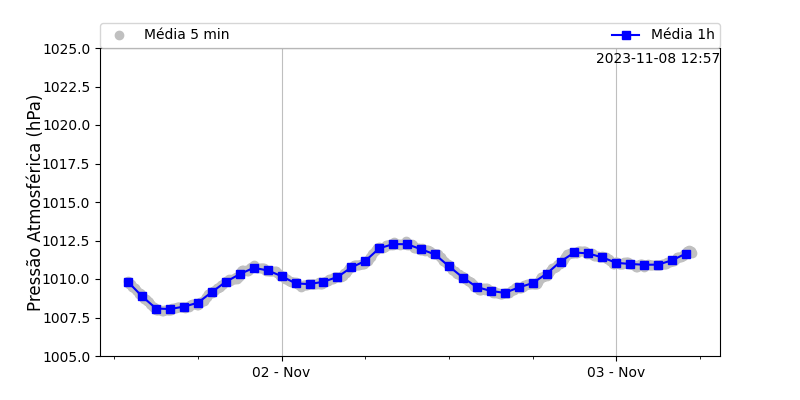 Média 5 min
Média 1h
2023-11-08 12:57
Pressão Atmosférica (hPa)
1025.0
1022.5
1020.0
1017.5
1015.0
1012.5
1010.0
1007.5
1005.0
02 - Nov
03 - Nov